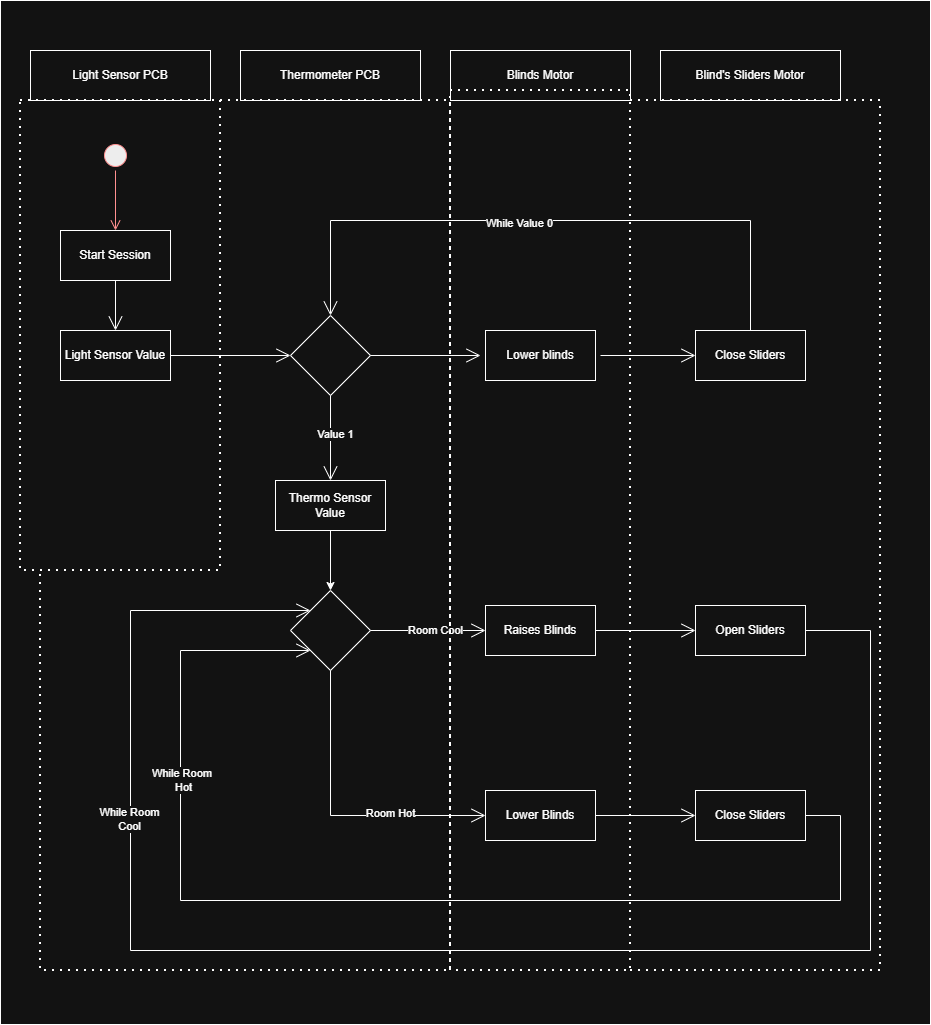 Light Sensor PCB
Thermometer PCB
Blinds Motor
Blind's Sliders Motor
While Value 0
Start Session
Light Sensor Value
Lower blinds
Close Sliders
Value 1
Thermo Sensor
Value
Room Cool
Raises Blinds
Open Sliders
While Room
Hot
While Room
Cool
Room Hot
Lower Blinds
Close Sliders